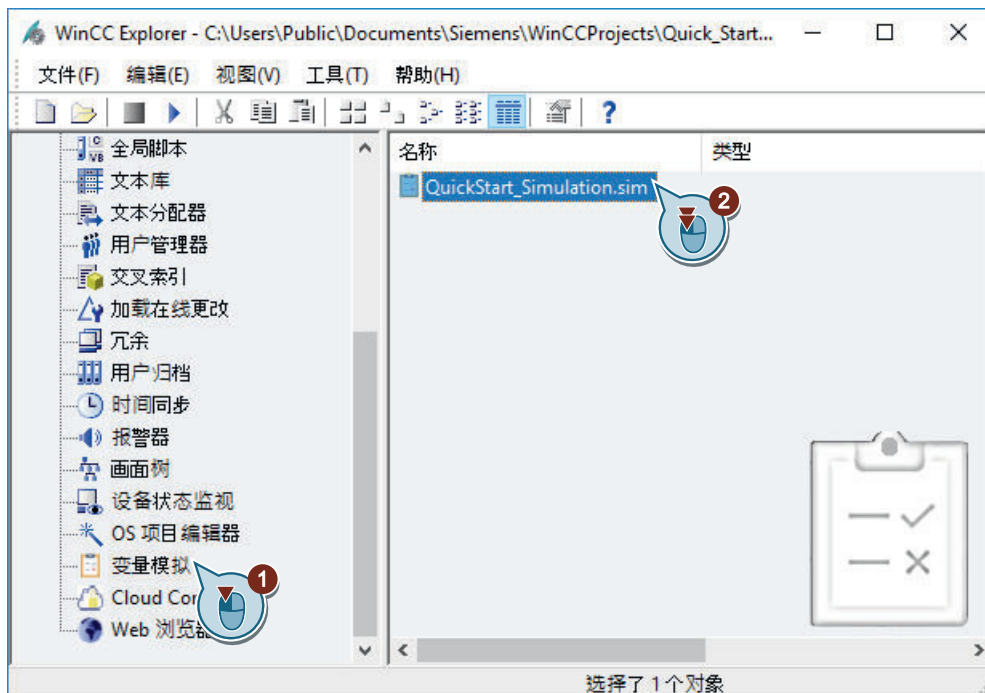 WinCC Explorer - C:\Users\Public\Documents\Siemens\WinCCProjects\Quick_Start...
文件(F) 编辑(E) 视图(V) 工具(T) 帮助(H)
名称 类型
QuickStart_Simulation.sim
2
全局脚本
文本库
文本分配器
用户管理器
交叉索引
加载在线更改
冗余
用户归档
时间同步
报警器
画面树
设备状态监视
OS 项目编辑器
变量模拟
1
Cloud
Web 浏览器
选择了 1 个对象